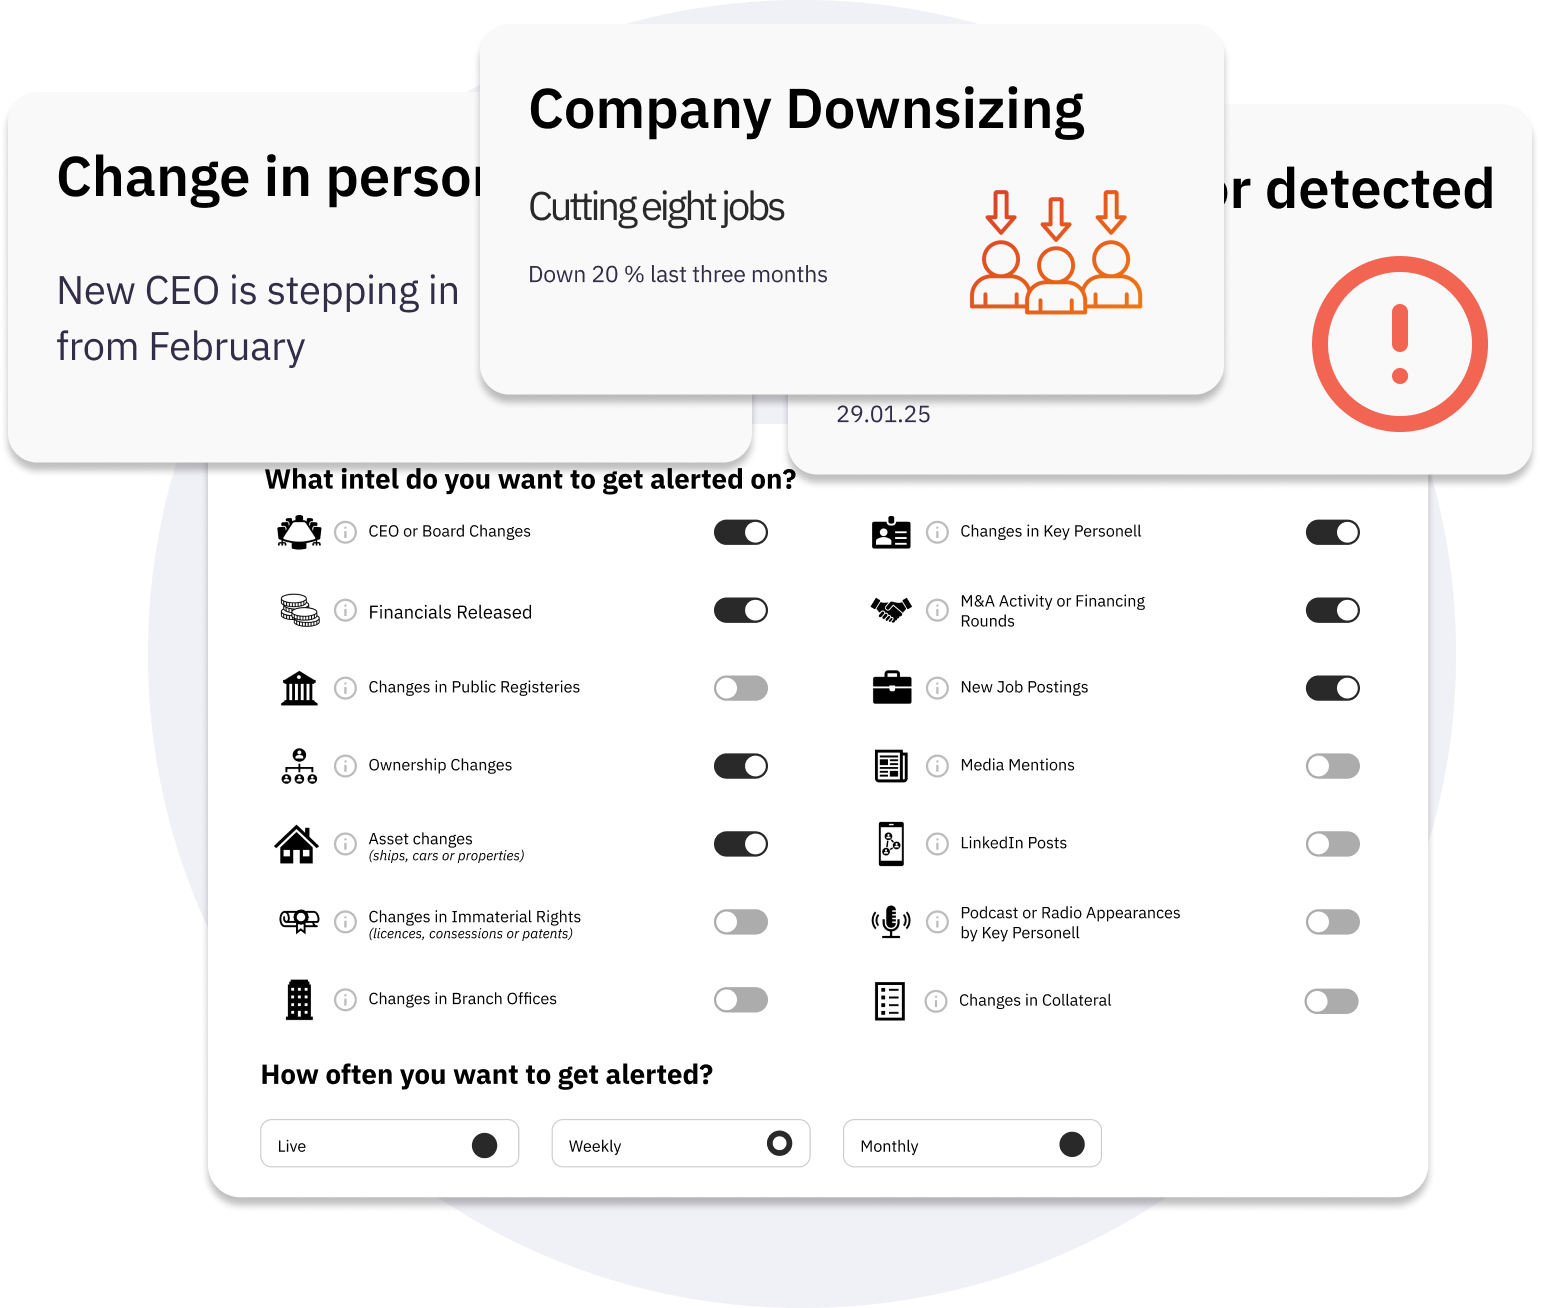 Company Downsizing
Cutting eight jobs
Down 20 % last three months
Change in
New CEO is stepping in
from February
detected
29.01.25
What intel do you want to get alerted on?
CEO or Board Changes
Changes in Key Personell
Financials Released
M&A Activity or Financing
Rounds
Changes in Public Registeries
New Job Postings
Ownership Changes
Media Mentions
Asset changes
(ships, cars or properties)
LinkedIn Posts
Changes in Immaterial Rights
(licences, consessions or patents)
Podcast or Radio Appearances
by Key Personell
Changes in Branch Offices
Changes in Collateral
How often you want to get alerted?
Live
Weekly
Monthly